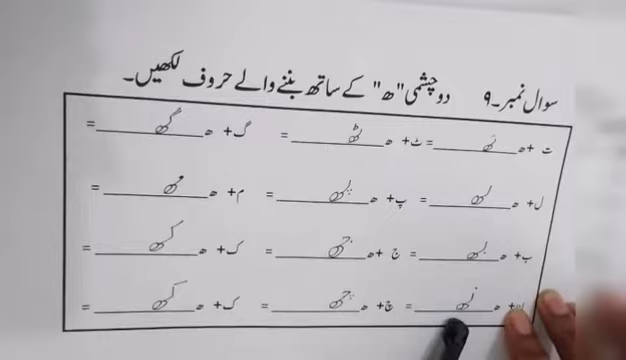 سوال نمبر۔۹ دو چشمی "ھ" کے ساتھ بننے والے حروف لکھیں۔
ت + ھ = تھ ٹ + ھ = ٹھ گ + ھ = گھ
ل + ھ = لھ پ + ھ = پھ م + ھ = مھ
ب + ھ = بھ ج + ھ = جھ ک + ھ = کھ
+ ھ = نھ چ + ھ = چھ ک + ھ = کھ